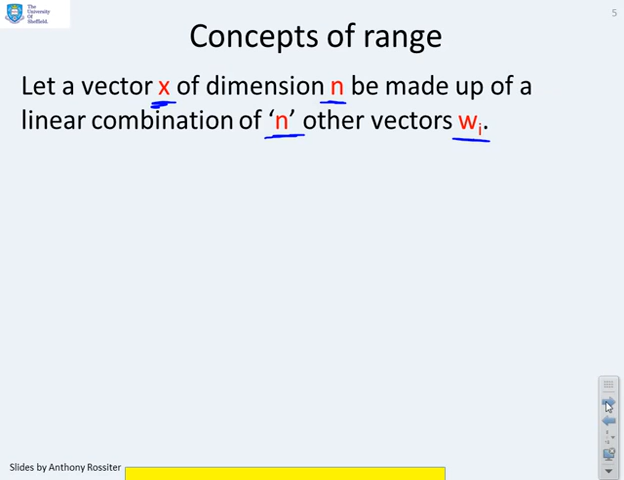 The
University
Of
Sheffield.
5
Concepts of range
Let a vector x of dimension n be made up of a
linear combination of ‘n’ other vectors wᵢ.
Slides by Anthony Rossiter